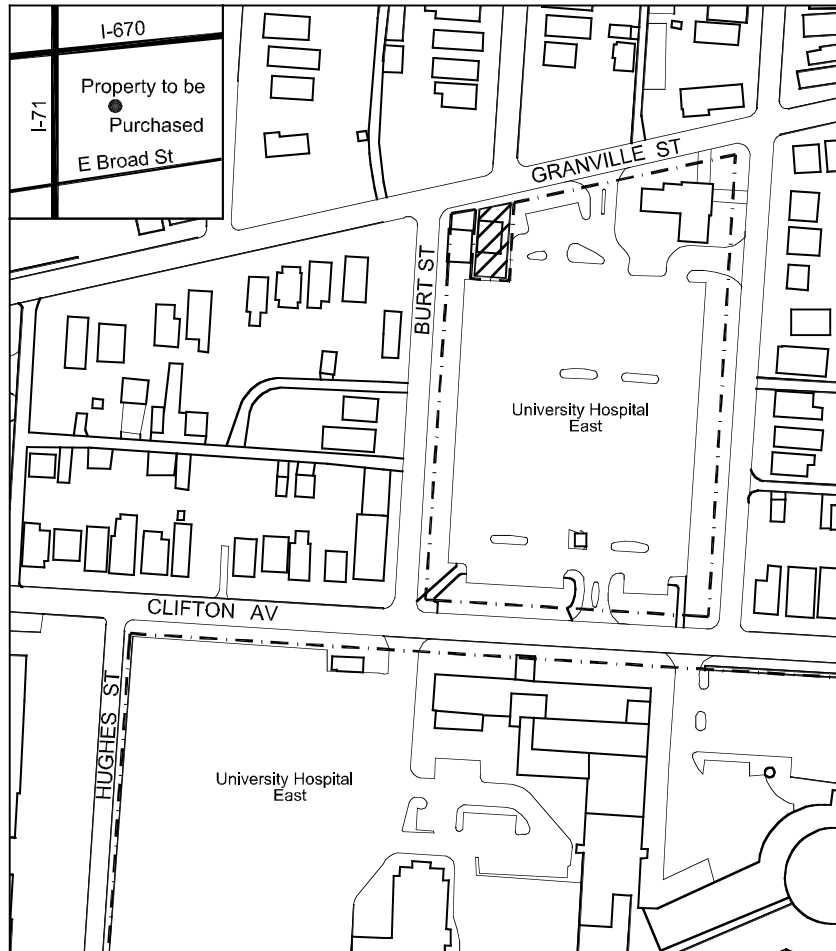 I-670
I-71
Property to be
Purchased
E Broad St
GRANVILLE ST
BURT ST
University Hospital
East
CLIFTON AV
HUGHES ST
University Hospital
East